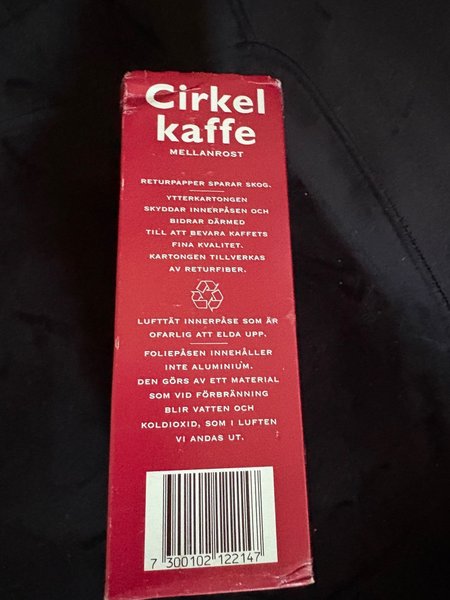 Cirkel
kaffe
MELLANROST
RETURPAPPER SPARAR SKOG.
YTTERKARTONGEN
SKYDDAR INNERPÅSEN OCH
BIDRAR DÄRMED
TILL ATT BEVARA KAFFETS
FINA KVALITET.
KARTONGEN TILLVERKAS
AV RETURFIBER.
LUFTTÄT INNERPÅSE SOM ÄR
OFARLIG ATT ELDA UPP.
FOLIEPÅSEN INNEHÅLLER
INTE ALUMINIUM.
DEN GÖRS AV ETT MATERIAL
SOM VID FÖRBRÄNNING
BLIR VATTEN OCH
KOLDIOXID, SOM I LUFTEN
VI ANDAS UT.
7 300102 122147